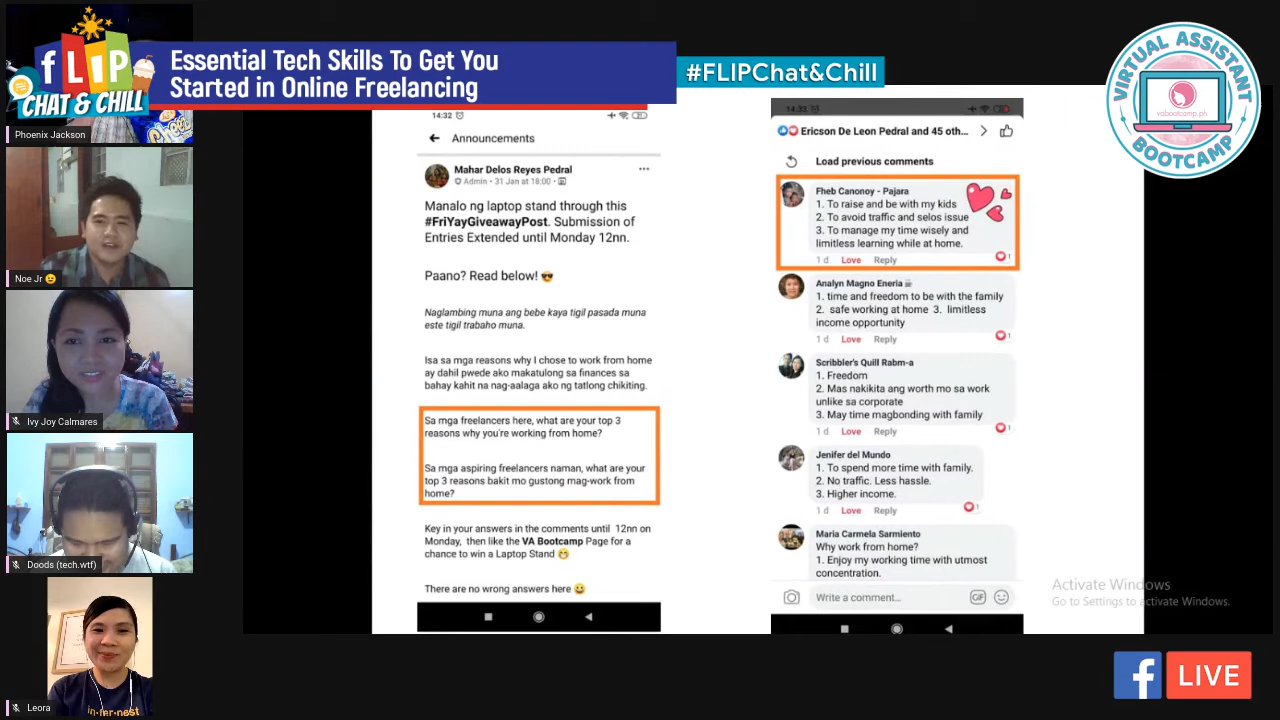 fLIP
CHAT & CHILL
Essential Tech Skills To Get You
Started in Online Freelancing
#FLIPChat&Chill
VIRTUAL ASSISTANT
vabootcamp.ph
BOOTCAMP
Phoenix Jackson
Noe Jr 😉
Ivy Joy Calmares
Doods (tech.wtf)
in·fer·nest
Leora
14:32
Announcements
Mahar Delos Reyes Pedral
Admin · 31 Jan at 18:00 ·
Manalo ng laptop stand through this
#FriYayGiveawayPost. Submission of
Entries Extended until Monday 12nn.
Paano? Read below! 😎
Naglambing muna ang bebe kaya tigil pasada muna
este tigil trabaho muna.
Isa sa mga reasons why I chose to work from home
ay dahil pwede ako makatulong sa finances sa
bahay kahit na nag-aalaga ako ng tatlong chikiting.
Sa mga freelancers here, what are your top 3
reasons why you're working from home?
Sa mga aspiring freelancers naman, what are your
top 3 reasons bakit mo gustong mag-work from
home?
Key in your answers in the comments until 12nn on
Monday, then like the VA Bootcamp Page for a
chance to win a Laptop Stand 😁
There are no wrong answers here 😀
14:33
Ericson De Leon Pedral and 45 oth...
Load previous comments
Fheb Canonoy - Pajara
1. To raise and be with my kids
2. To avoid traffic and selos issue
3. To manage my time wisely and
limitless learning while at home.
1 d Love Reply 1
Analyn Magno Eneria
1. time and freedom to be with the family
2. safe working at home 3. limitless
income opportunity
1 d Love Reply 1
Scribbler's Quill Rabm-a
1. Freedom
2. Mas nakikita ang worth mo sa work
unlike sa corporate
3. May time magbonding with family
1 d Love Reply 1
Jenifer del Mundo
1. To spend more time with family.
2. No traffic. Less hassle.
3. Higher income.
1 d Love Reply 1
Maria Carmela Sarmiento
Why work from home?
1. Enjoy my working time with utmost
concentration.
Write a comment...
GIF
Activate Windows
Go to Settings to activate Windows.
f LIVE